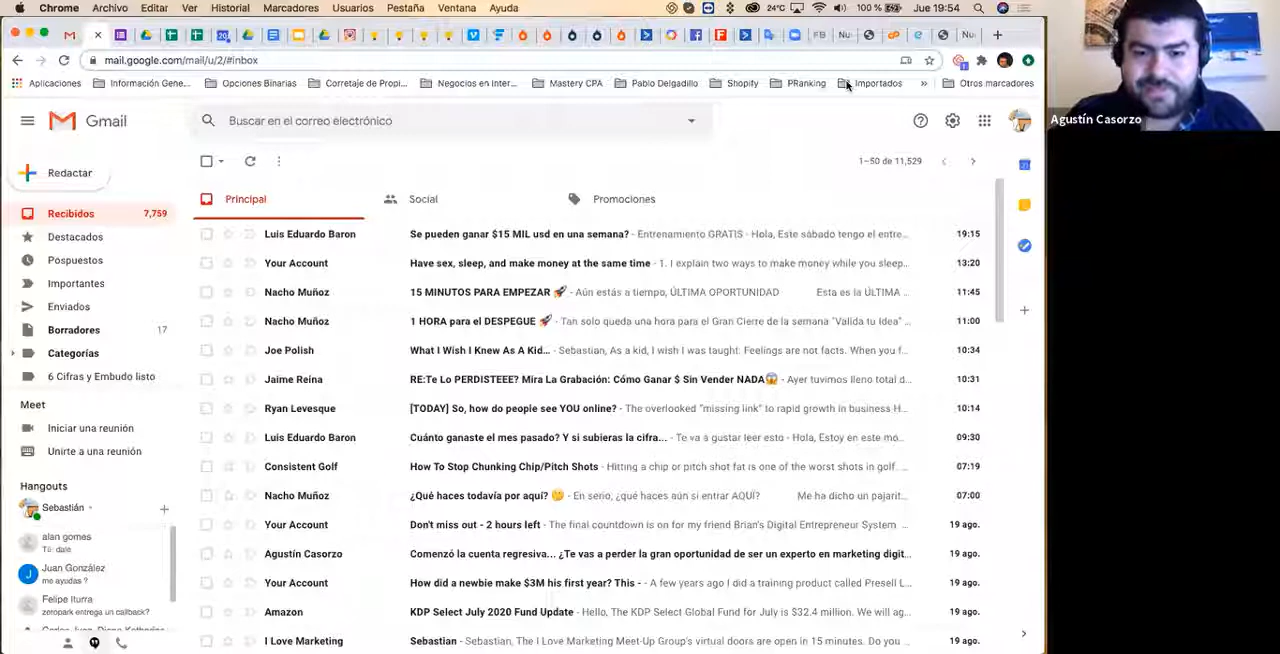 Chrome Archivo Editar Ver Historial Marcadores Usuarios Pestaña Ventana Ayuda 24°C 100 % Jue 19:54
FB Nu Nu
mail.google.com/mail/u/2/#inbox
Aplicaciones Información Gene... Opciones Binarias Corretaje de Propi... Negocios en Inter... Mastery CPA Pablo Delgadillo Shopify PRanking Importados » Otros marcadores
Agustín Casorzo
Gmail Buscar en el correo electrónico
1–50 de 11,529
Redactar
Principal Social Promociones
Recibidos 7,759
Destacados
Pospuestos
Importantes
Enviados
Borradores 17
Categorías
6 Cifras y Embudo listo
Meet
Iniciar una reunión
Unirte a una reunión
Hangouts
Sebastián
alan gomes
Tú: dale
Juan González
me ayudas ?
Felipe Iturra
zeropark entrega un callback?
Luis Eduardo Baron Se pueden ganar $15 MIL usd en una semana? - Entrenamiento GRATIS - Hola, Este sábado tengo el entre... 19:15
Your Account Have sex, sleep, and make money at the same time - 1. I explain two ways to make money while you sleep... 13:20
Nacho Muñoz 15 MINUTOS PARA EMPEZAR 🚀 - Aún estás a tiempo, ÚLTIMA OPORTUNIDAD Esta es la ÚLTIMA ... 11:45
Nacho Muñoz 1 HORA para el DESPEGUE 🚀 - Tan solo queda una hora para el Gran Cierre de la semana "Valida tu Idea" ... 11:00
Joe Polish What I Wish I Knew As A Kid... - Sebastian, As a kid, I wish I was taught: Feelings are not facts. When you f... 10:34
Jaime Reina RE:Te Lo PERDISTEEE? Mira La Grabación: Cómo Ganar $ Sin Vender NADA😱 - Ayer tuvimos lleno total d... 10:31
Ryan Levesque [TODAY] So, how do people see YOU online? - The overlooked "missing link" to rapid growth in business H... 10:14
Luis Eduardo Baron Cuánto ganaste el mes pasado? Y si subieras la cifra... - Te va a gustar leer esto - Hola, Estoy en este mo... 09:30
Consistent Golf How To Stop Chunking Chip/Pitch Shots - Hitting a chip or pitch shot fat is one of the worst shots in golf. ... 07:19
Nacho Muñoz ¿Qué haces todavía por aquí? 🤔 - En serio, ¿qué haces aún si entrar AQUÍ? Me ha dicho un pajarit... 07:00
Your Account Don't miss out - 2 hours left - The final countdown is on for my friend Brian's Digital Entrepreneur System ... 19 ago.
Agustín Casorzo Comenzó la cuenta regresiva... ¿Te vas a perder la gran oportunidad de ser un experto en marketing digit... 19 ago.
Your Account How did a newbie make $3M his first year? This - - A few years ago I did a training product called Presell L... 19 ago.
Amazon KDP Select July 2020 Fund Update - Hello, The KDP Select Global Fund for July is $32.4 million. We will ag... 19 ago.
I Love Marketing Sebastian - Sebastian, The I Love Marketing Meet-Up Group's virtual doors are open in 15 minutes. Do you ... 19 ago.